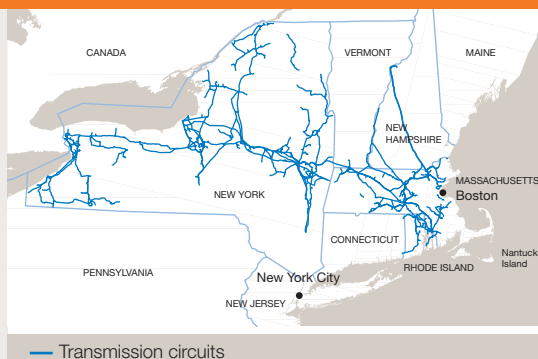 CANADA
VERMONT
MAINE
NEW
HAMPSHIRE
MASSACHUSETTS
Boston
NEW YORK
CONNECTICUT
Nantuck
Island
RHODE ISLAND
PENNSYLVANIA
New York City
NEW JERSEY
Transmission circuits